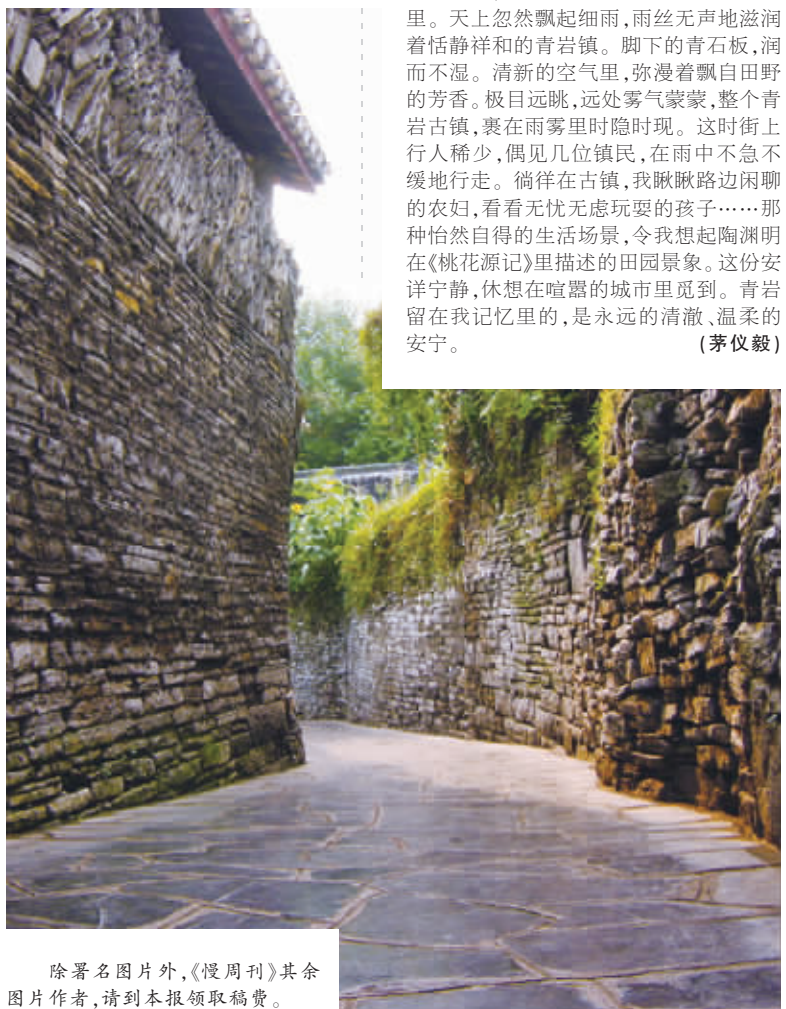 里。天上忽然飘起细雨,雨丝无声地滋润
着恬静祥和的青岩镇。脚下的青石板,润
而不湿。清新的空气里,弥漫着飘自田野
的芳香。极目远眺,远处雾气蒙蒙,整个青
岩古镇,裹在雨雾里时隐时现。这时街上
行人稀少,偶见几位镇民,在雨中不急不
缓地行走。徜徉在古镇,我瞅瞅路边闲聊
的农妇,看看无忧无虑玩耍的孩子……那
种怡然自得的生活场景,令我想起陶渊明
在《桃花源记》里描述的田园景象。这份安
详宁静,休想在喧嚣的城市里觅到。青岩
留在我记忆里的,是永远的清澈、温柔的
安宁。 (茅仪毅)
除署名图片外,《慢周刊》其余
图片作者,请到本报领取稿费。